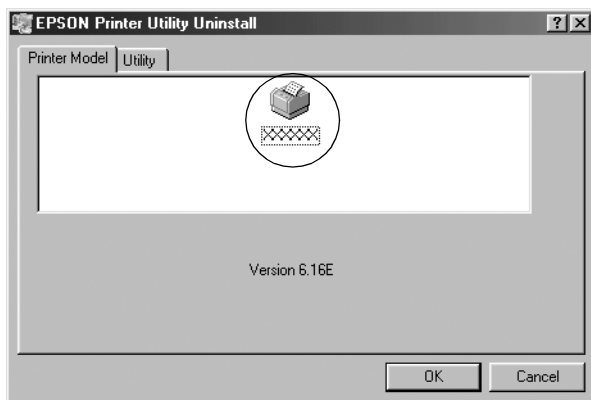 EPSON Printer Utility Uninstall
Printer Model
Utility
Version 6.16E
OK
Cancel